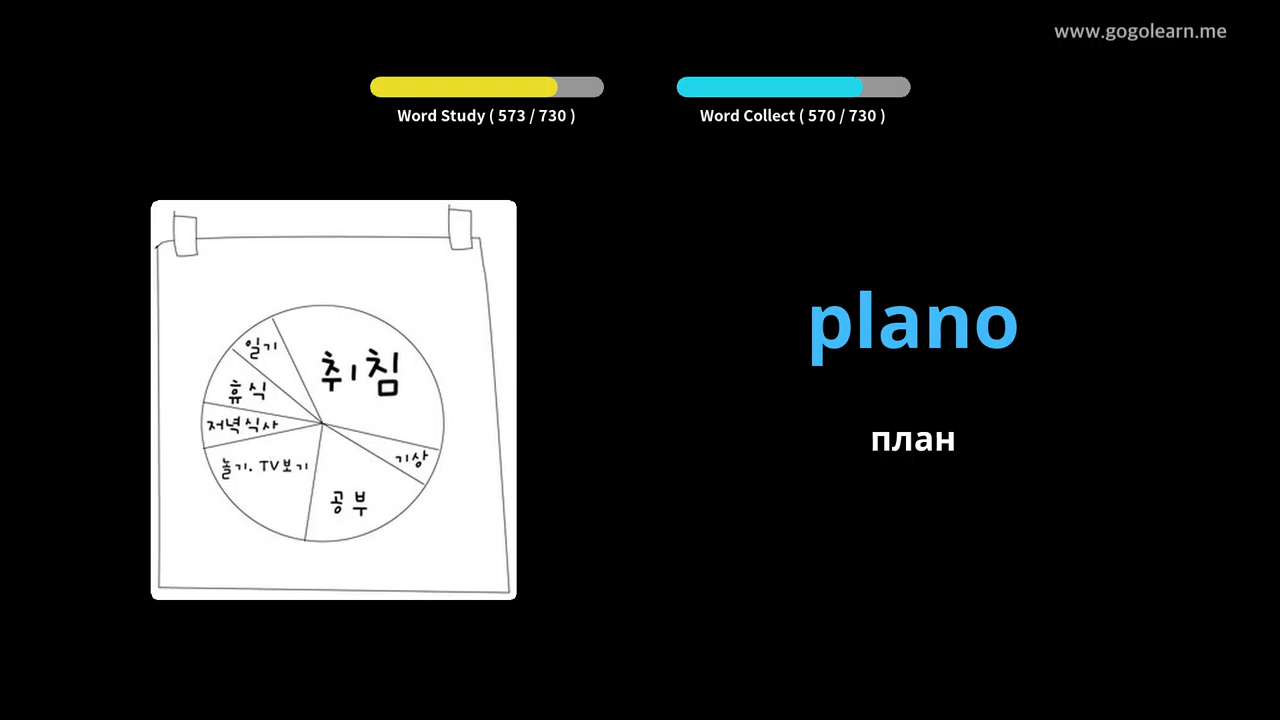 www.gogolearn.me
Word Study ( 573 / 730 )
Word Collect ( 570 / 730 )
일기
취침
휴식
저녁식사
놀기. TV보기
기상
공부
plano
план